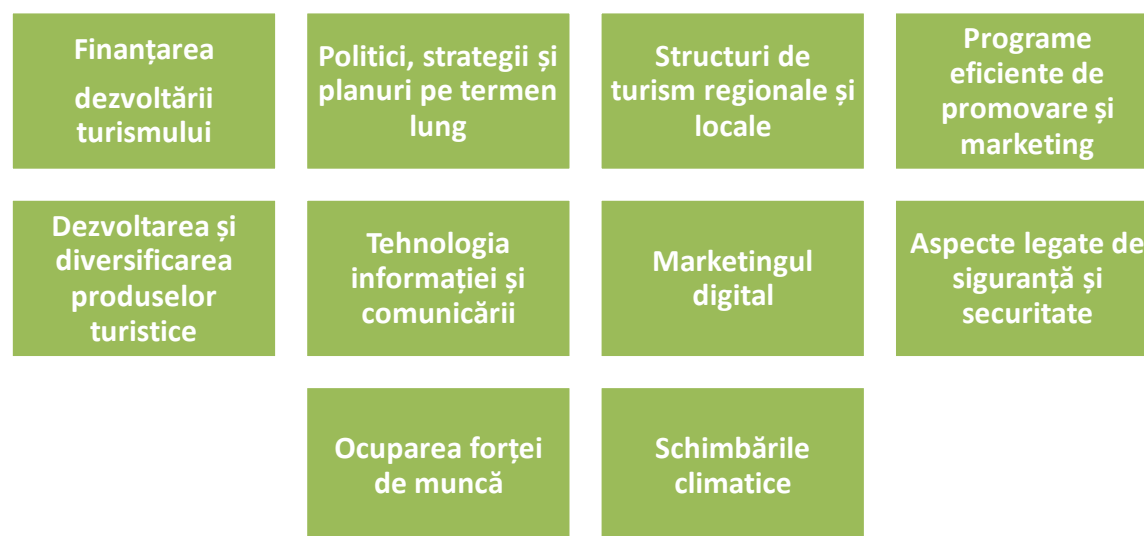 Finanțarea
dezvoltării
turismului
Politici, strategii și
planuri pe termen
lung
Structuri de
turism regionale și
locale
Programe
eficiente de
promovare și
marketing
Dezvoltarea și
diversificarea
produselor
turistice
Tehnologia
informației și
comunicării
Marketingul
digital
Aspecte legate de
siguranță și
securitate
Ocuparea forței
de muncă
Schimbările
climatice